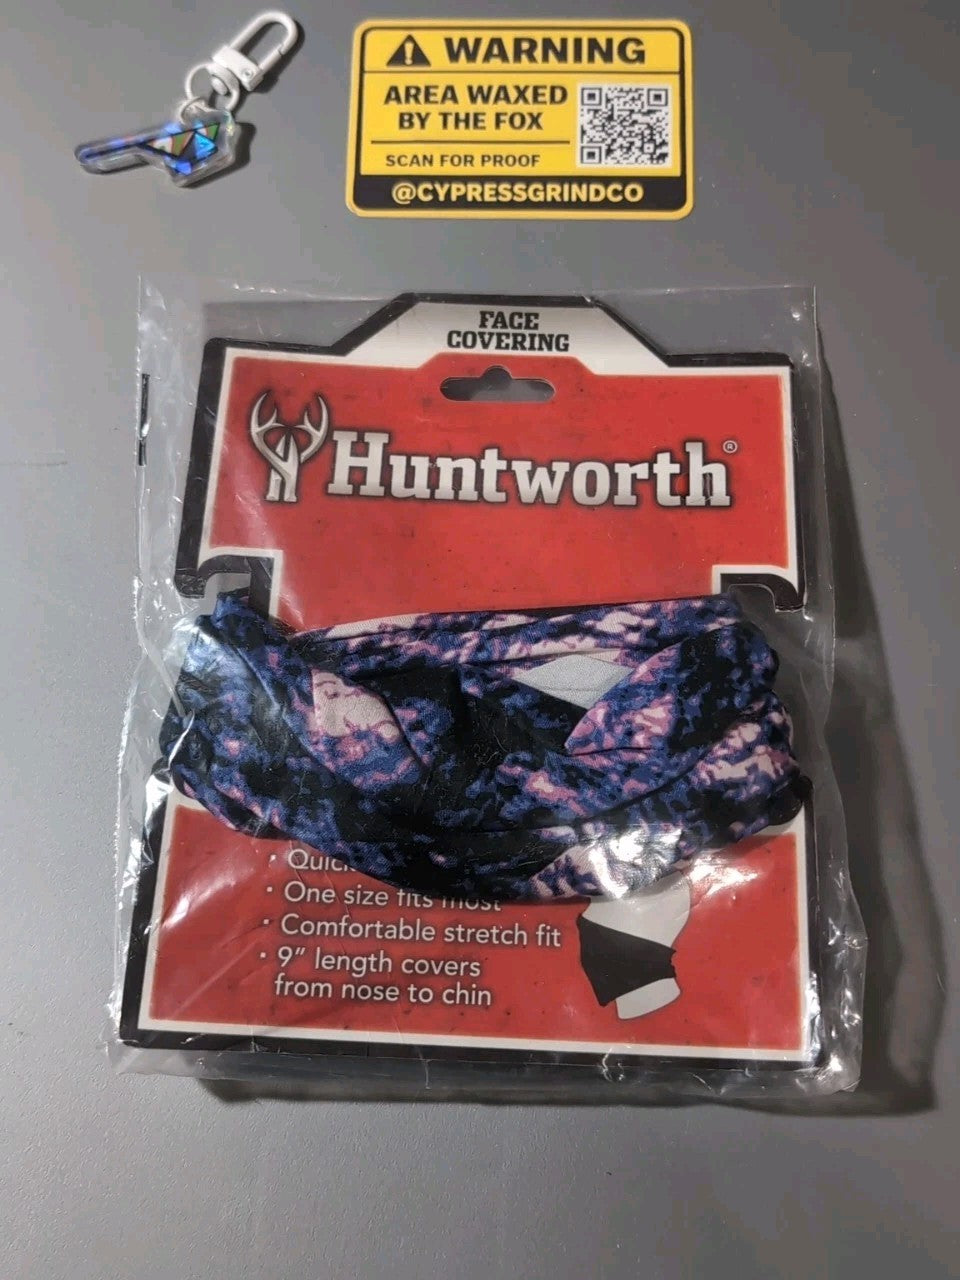 WARNING
AREA WAXED
BY THE FOX
SCAN FOR PROOF
@CYPRESSGRINDCO
FACE
COVERING
Huntworth®
· Quick
· One size fits most
· Comfortable stretch fit
· 9" length covers
from nose to chin